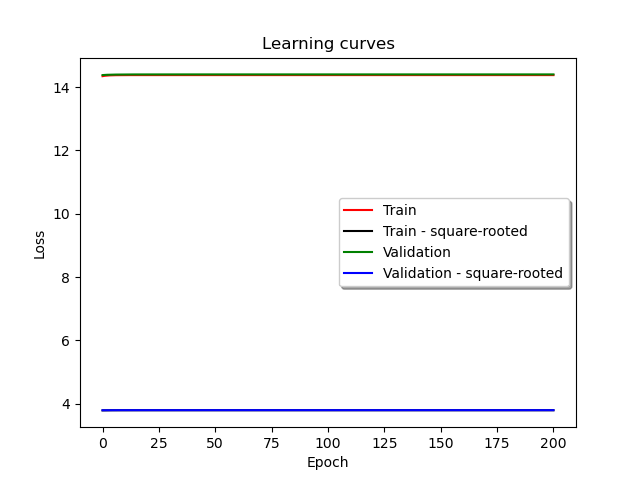 Learning curves
Loss
14
12
10
8
6
4
Train
Train - square-rooted
Validation
Validation - square-rooted
0 25 50 75 100 125 150 175 200
Epoch